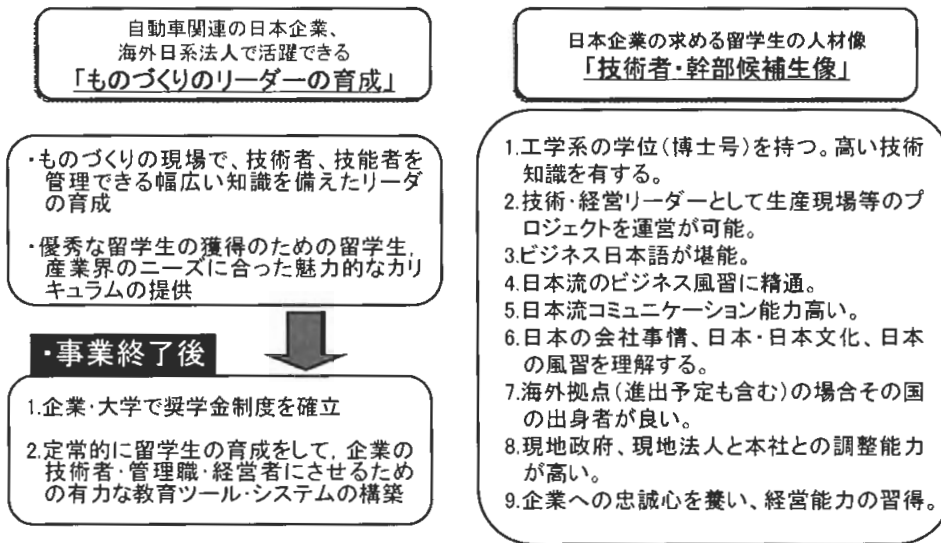 自動車関連の日本企業、
海外日系法人で活躍できる
「ものづくりのリーダーの育成」
・ものづくりの現場で、技術者、技能者を
管理できる幅広い知識を備えたリーダ
の育成
・優秀な留学生の獲得のための留学生,
産業界のニーズに合った魅力的なカリ
キュラムの提供
・事業終了後
1.企業・大学で奨学金制度を確立
2.定常的に留学生の育成をして,企業の
技術者・管理職・経営者にさせるため
の有力な教育ツール・システムの構築
日本企業の求める留学生の人材像
「技術者・幹部候補生像」
1.工学系の学位(博士号)を持つ。高い技術
知識を有する。
2.技術・経営リーダーとして生産現場等のプ
ロジェクトを運営が可能。
3.ビジネス日本語が堪能。
4.日本流のビジネス風習に精通。
5.日本流コミュニケーション能力高い。
6.日本の会社事情、日本・日本文化、日本
の風習を理解する。
7.海外拠点(進出予定も含む)の場合その国
の出身者が良い。
8.現地政府、現地法人と本社との調整能力
が高い。
9.企業への忠誠心を養い、経営能力の習得。